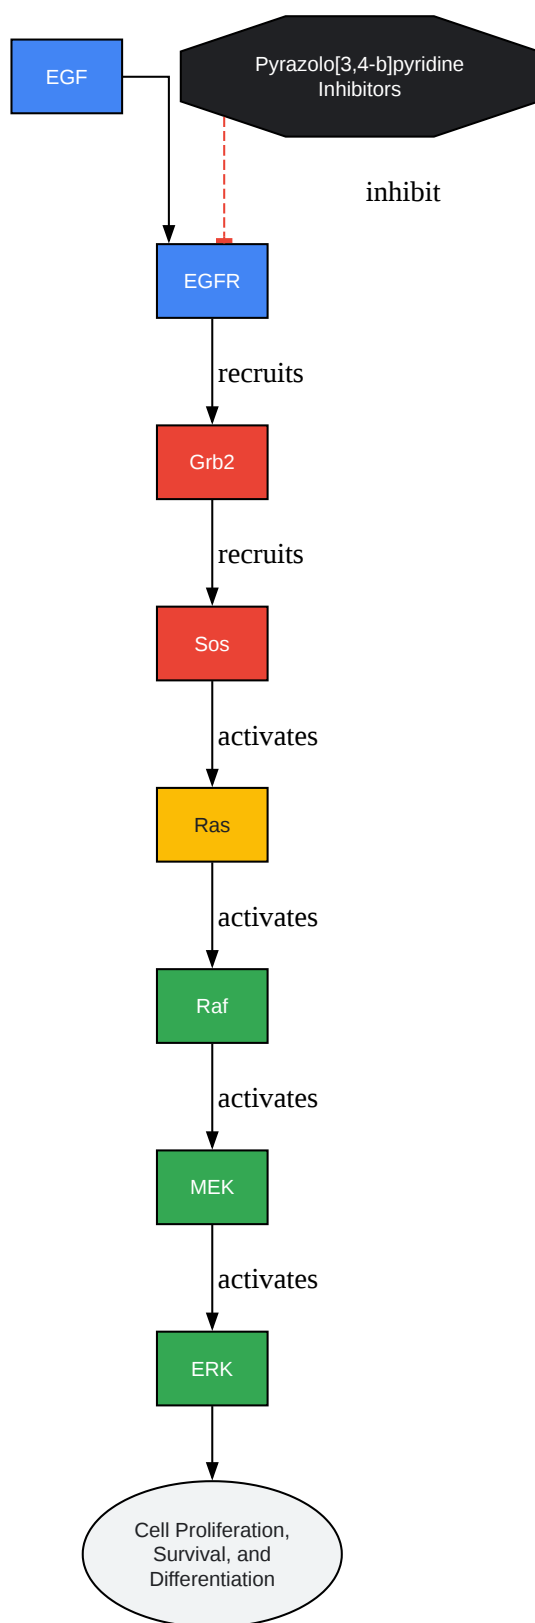 EGF
Pyrazolo[3,4-b]pyridine
Inhibitors
inhibit
EGFR
recruits
Grb2
recruits
Sos
activates
Ras
activates
Raf
activates
MEK
activates
ERK
Cell Proliferation,
Survival, and
Differentiation